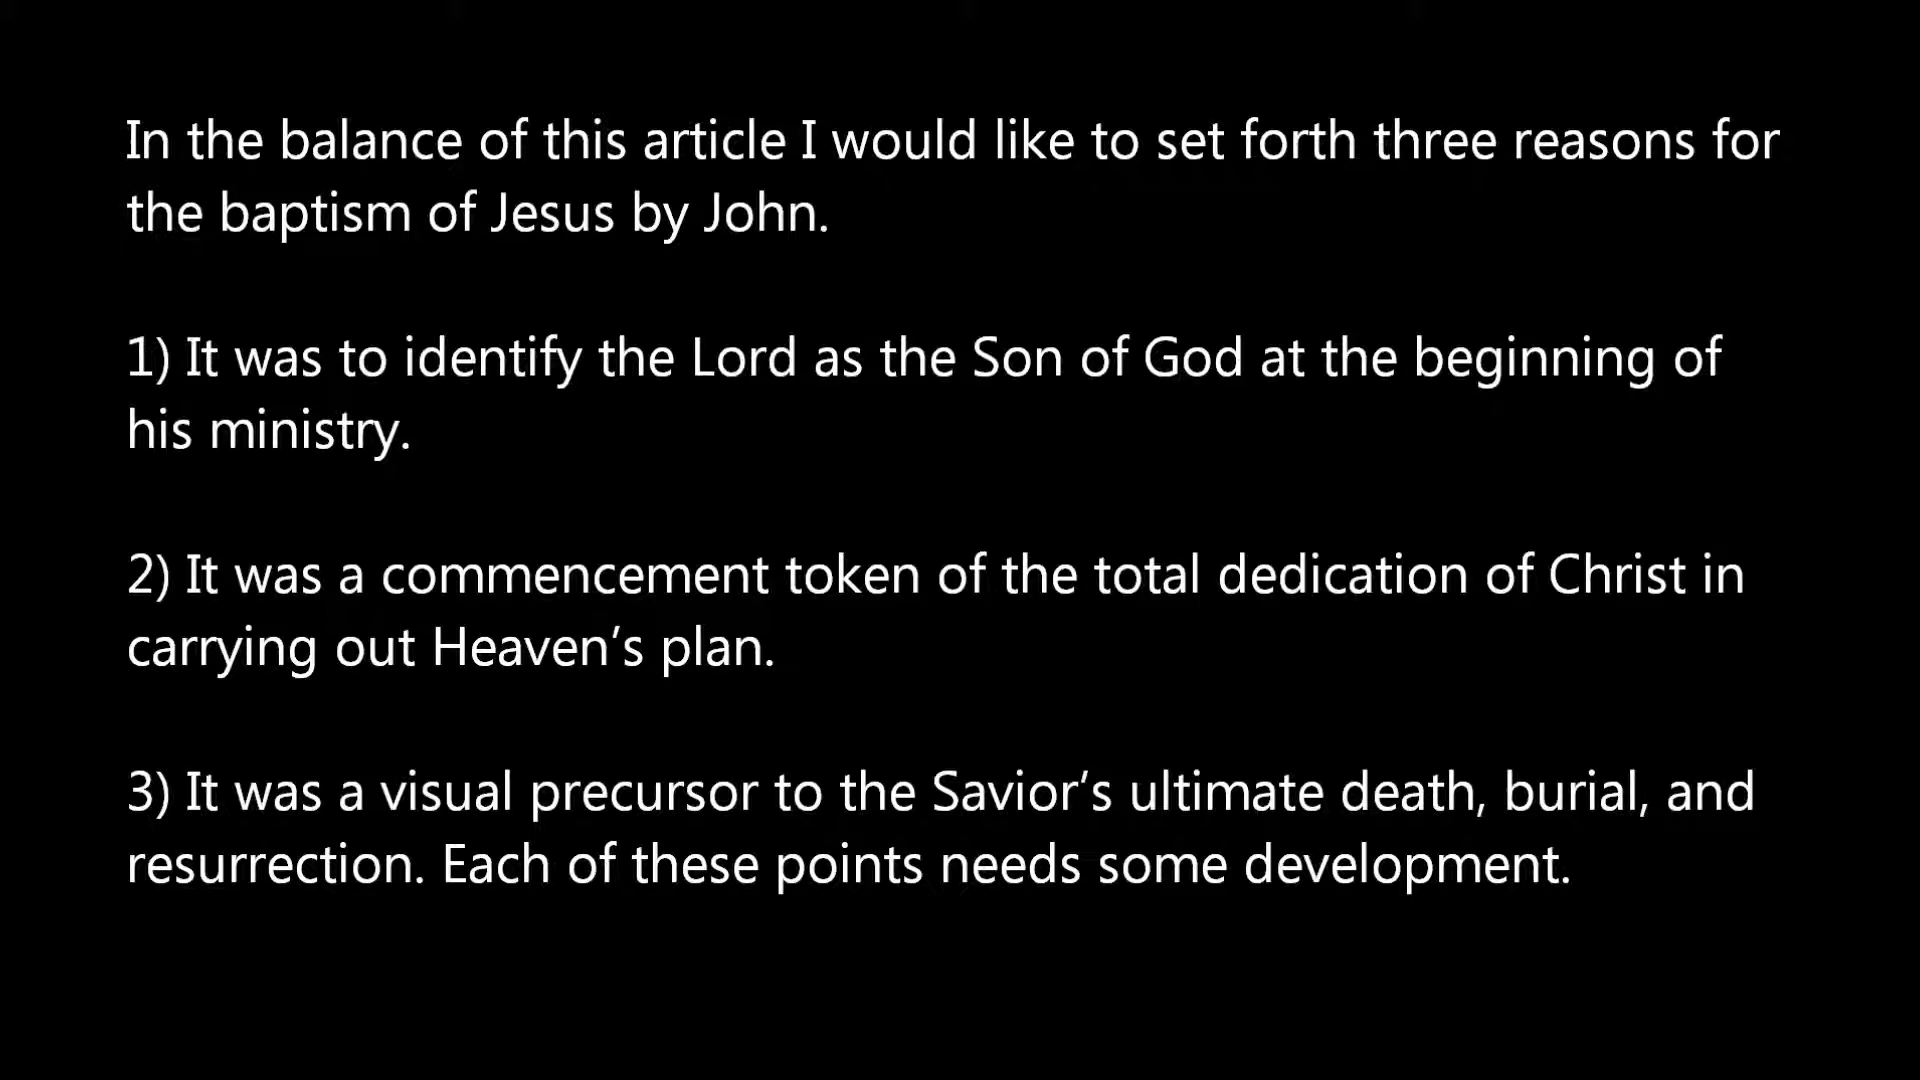 In the balance of this article I would like to set forth three reasons for
the baptism of Jesus by John.
1) It was to identify the Lord as the Son of God at the beginning of
his ministry.
2) It was a commencement token of the total dedication of Christ in
carrying out Heaven’s plan.
3) It was a visual precursor to the Savior’s ultimate death, burial, and
resurrection. Each of these points needs some development.